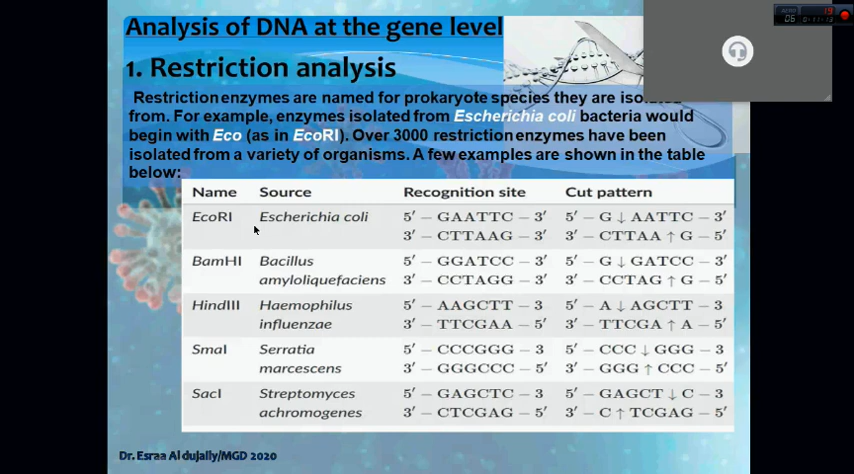 Analysis of DNA at the gene level
1. Restriction analysis
Restriction enzymes are named for prokaryote species they are isolated
from. For example, enzymes isolated from Escherichia coli bacteria would
begin with Eco (as in EcoRI). Over 3000 restriction enzymes have been
isolated from a variety of organisms. A few examples are shown in the table
below:
Name Source Recognition site Cut pattern
EcoRI Escherichia coli 5′ – GAATTC – 3′ 5′ – G ↓ AATTC – 3′
3′ – CTTAAG – 3′ 3′ – CTTAA ↑ G – 5′
BamHI Bacillus 5′ – GGATCC – 3′ 5′ – G ↓ GATCC – 3′
amyloliquefaciens 3′ – CCTAGG – 3′ 3′ – CCTAG ↑ G – 5′
HindIII Haemophilus 5′ – AAGCTT – 3 5′ – A ↓ AGCTT – 3
influenzae 3′ – TTCGAA – 5′ 3′ – TTCGA ↑ A – 5′
SmaI Serratia 5′ – CCCGGG – 3 5′ – CCC ↓ GGG – 3
marcescens 3′ – GGGCCC – 5′ 3′ – GGG ↑ CCC – 5′
SacI Streptomyces 5′ – GAGCTC – 3 5′ – GAGCT ↓ C – 3
achromogenes 3′ – CTCGAG – 5′ 3′ – C ↑ TCGAG – 5′
Dr. Esraa Al dujally/MGD 2020